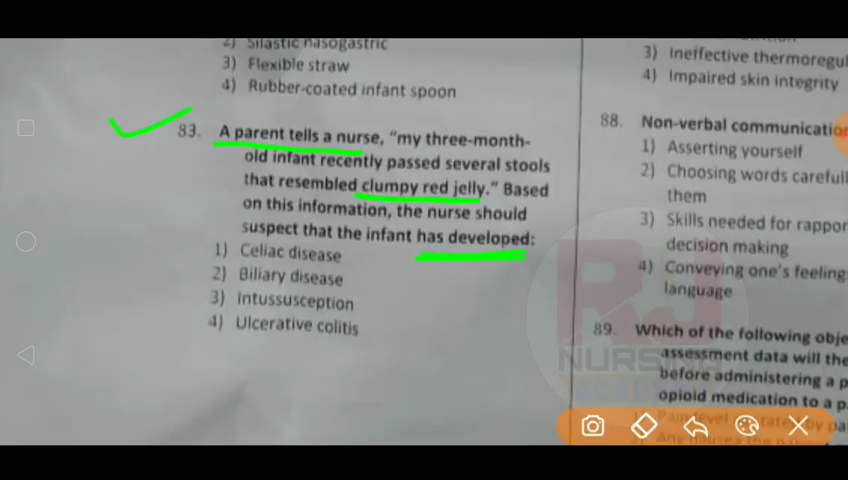 2) Silastic nasogastric
3) Flexible straw
4) Rubber-coated infant spoon
83. A parent tells a nurse, "my three-month-
old infant recently passed several stools
that resembled clumpy red jelly." Based
on this information, the nurse should
suspect that the infant has developed:
1) Celiac disease
2) Biliary disease
3) Intussusception
4) Ulcerative colitis
3) Ineffective thermoregul
4) Impaired skin integrity
88. Non-verbal communication
1) Asserting yourself
2) Choosing words carefull
them
3) Skills needed for rappor
decision making
4) Conveying one's feeling
language
89. Which of the following obje
assessment data will the
before administering a p
opioid medication to a p
RJ
NURSING
ACADEMY